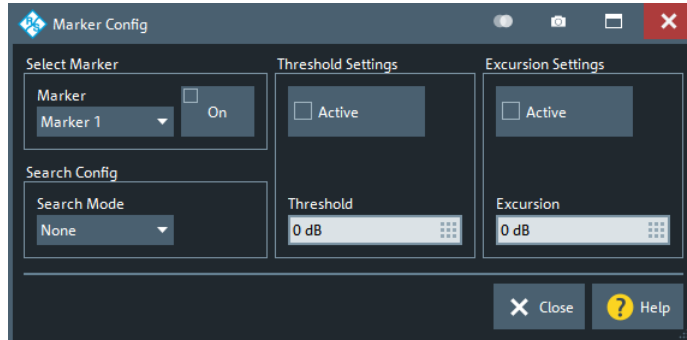 R&S
Marker Config
Select Marker
Marker
Marker 1
On
Search Config
Search Mode
None
Threshold Settings
Active
Threshold
0 dB
Excursion Settings
Active
Excursion
0 dB
Close
? Help